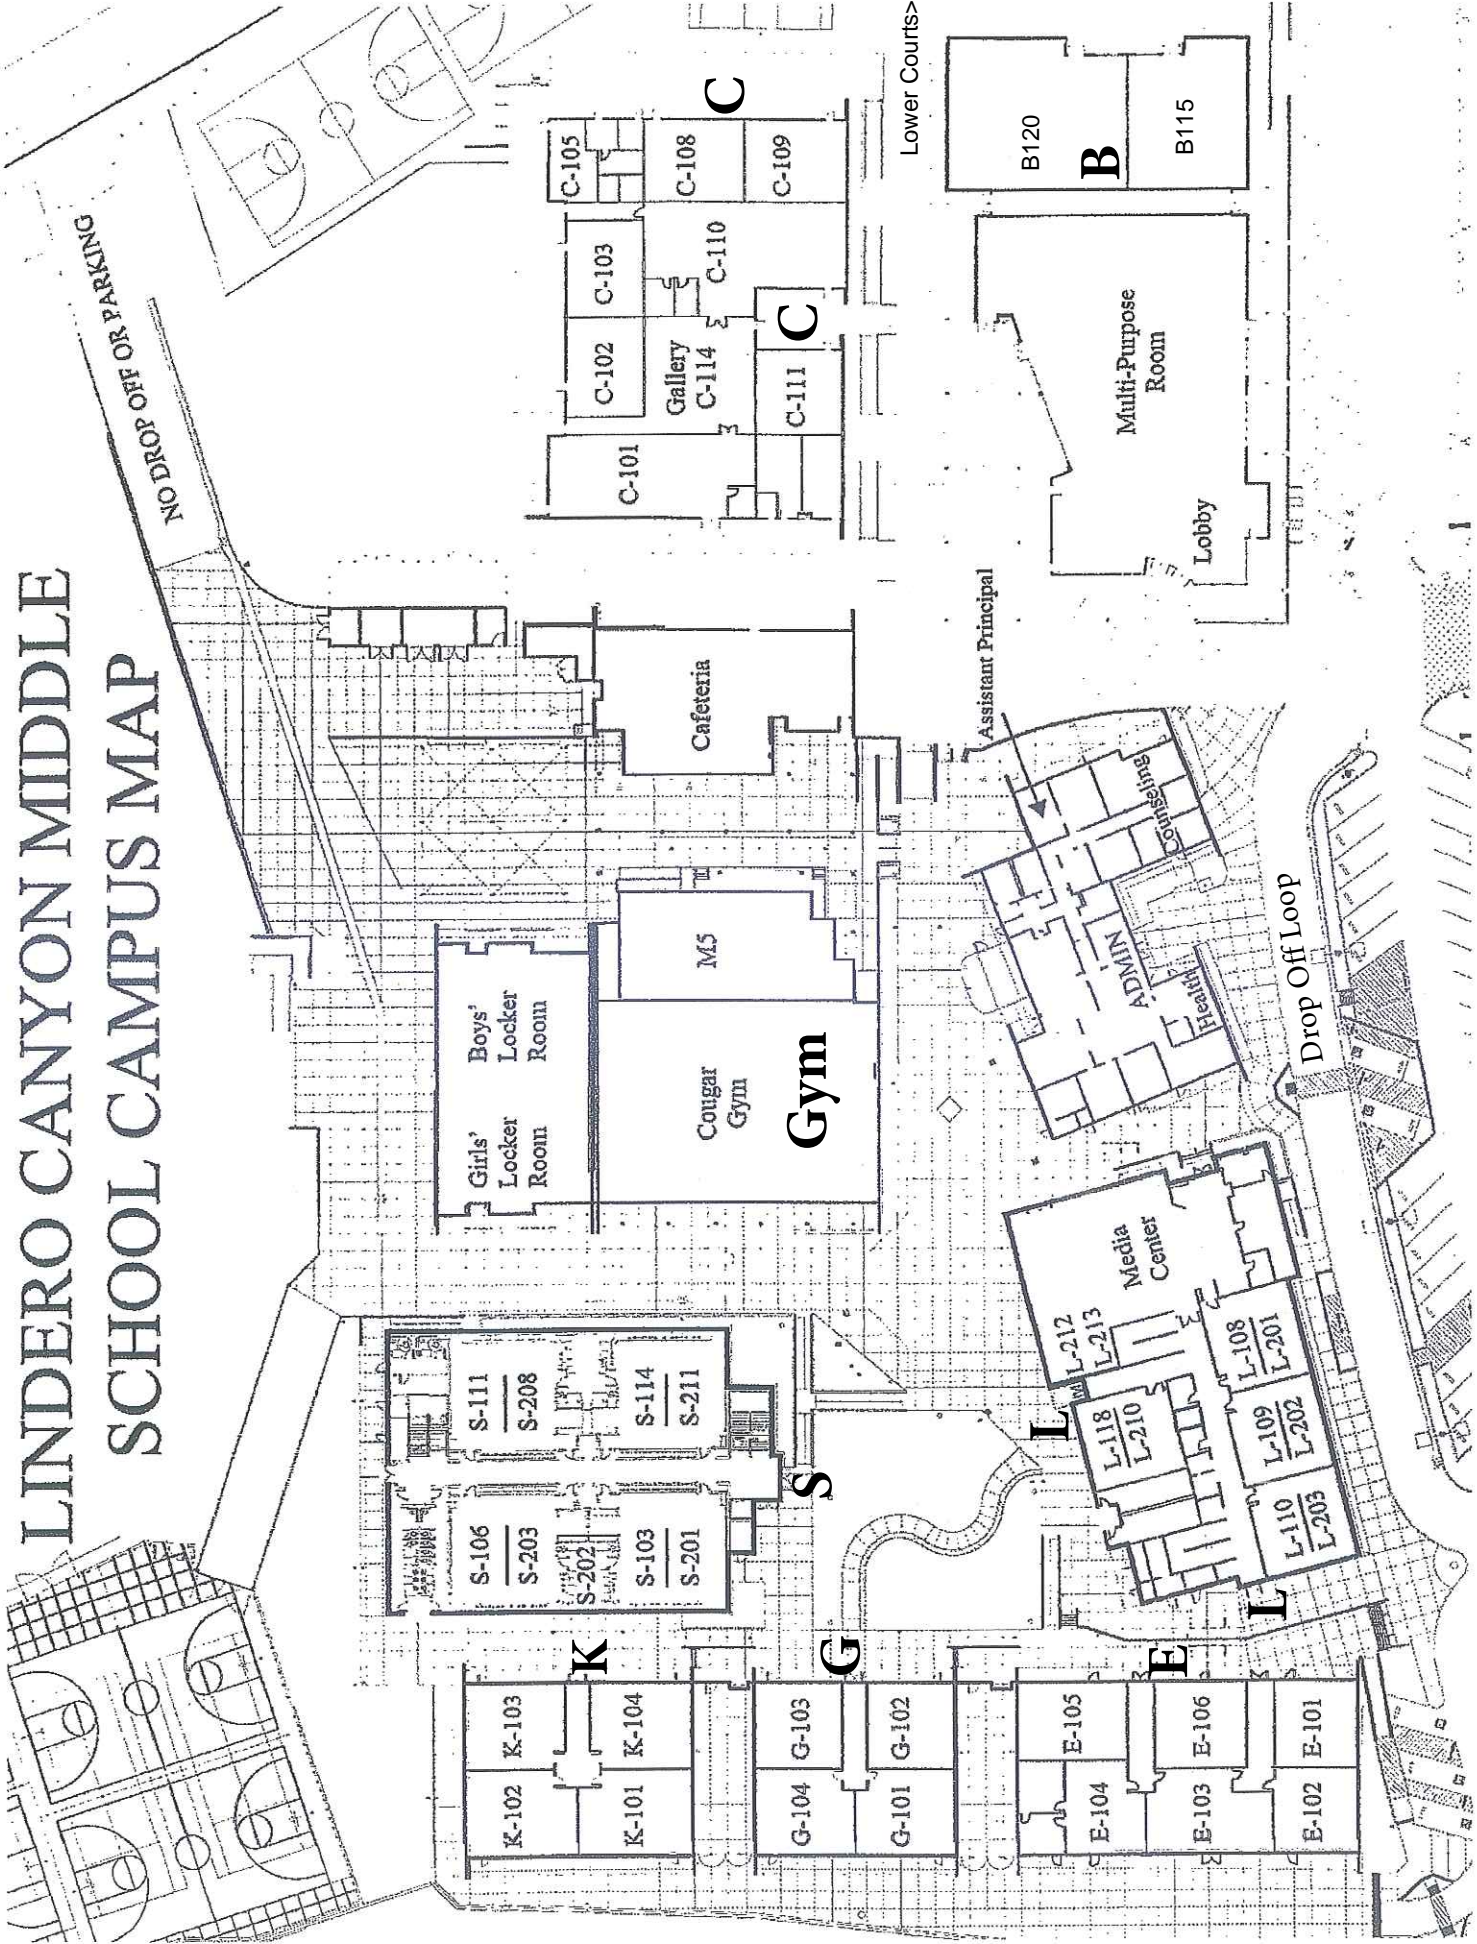 LINDERO CANYON MIDDLE
SCHOOL CAMPUS MAP
NO DROP OFF OR PARKING
K-102
K-103
K-101
K-104
K
G-104
G-103
G-101
G-102
G
E-105
E-104
E-103
E-106
E-102
E-101
E
S-106
S-203
S-202
S-103
S-201
S-111
S-208
S-114
S-211
S
L
L-118
L-210
L-212
L-213
L-110
L-203
L-109
L-202
L-108
L-201
L
Media
Center
Girls'
Locker
Room
Boys'
Locker
Room
Cougar
Gym
Gym
M5
Cafeteria
ADMIN
Health
Counseling
Assistant Principal
Drop Off Loop
C-101
C-102
C-103
C-105
Gallery
C-114
C-110
C-108
C-109
C-111
C
C
Lower Courts>
Lobby
Multi-Purpose
Room
B120
B
B115